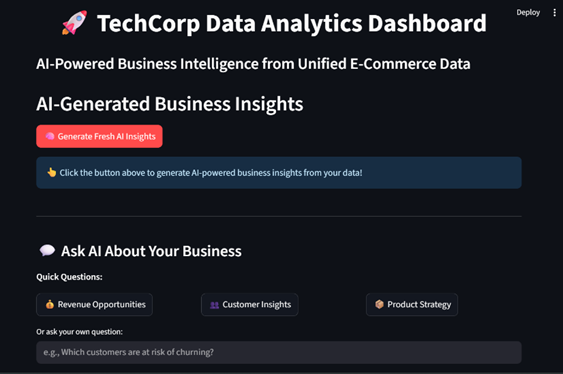 Deploy
🚀 TechCorp Data Analytics Dashboard
AI-Powered Business Intelligence from Unified E-Commerce Data
AI-Generated Business Insights
🧠 Generate Fresh AI Insights
👆 Click the button above to generate AI-powered business insights from your data!
💬 Ask AI About Your Business
Quick Questions:
💰 Revenue Opportunities
👥 Customer Insights
📦 Product Strategy
Or ask your own question:
e.g., Which customers are at risk of churning?